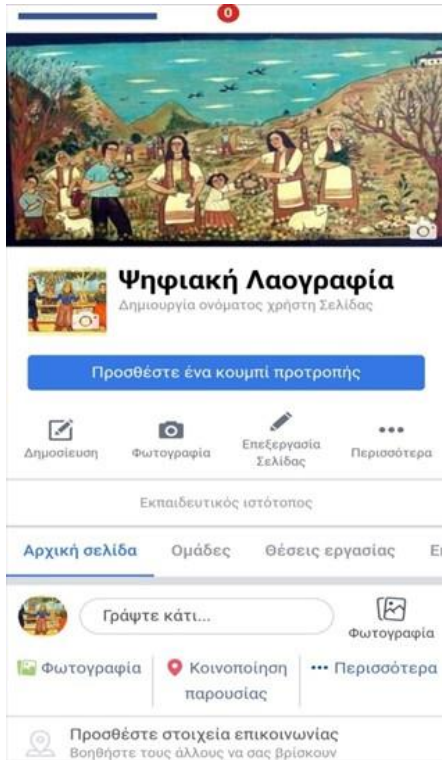 0
Ψηφιακή Λαογραφία
Δημιουργία ονόματος χρήστη Σελίδας
Προσθέστε ένα κουμπί προτροπής
Δημοσίευση
Φωτογραφία
Επεξεργασία
Σελίδας
Περισσότερα
Εκπαιδευτικός ιστότοπος
Αρχική σελίδα Ομάδες Θέσεις εργασίας
Γράψτε κάτι...
Φωτογραφία
Φωτογραφία
Κοινοποίηση
παρουσίας
Περισσότερα
Προσθέστε στοιχεία επικοινωνίας
Βοηθήστε τους άλλους να σας βρίσκουν